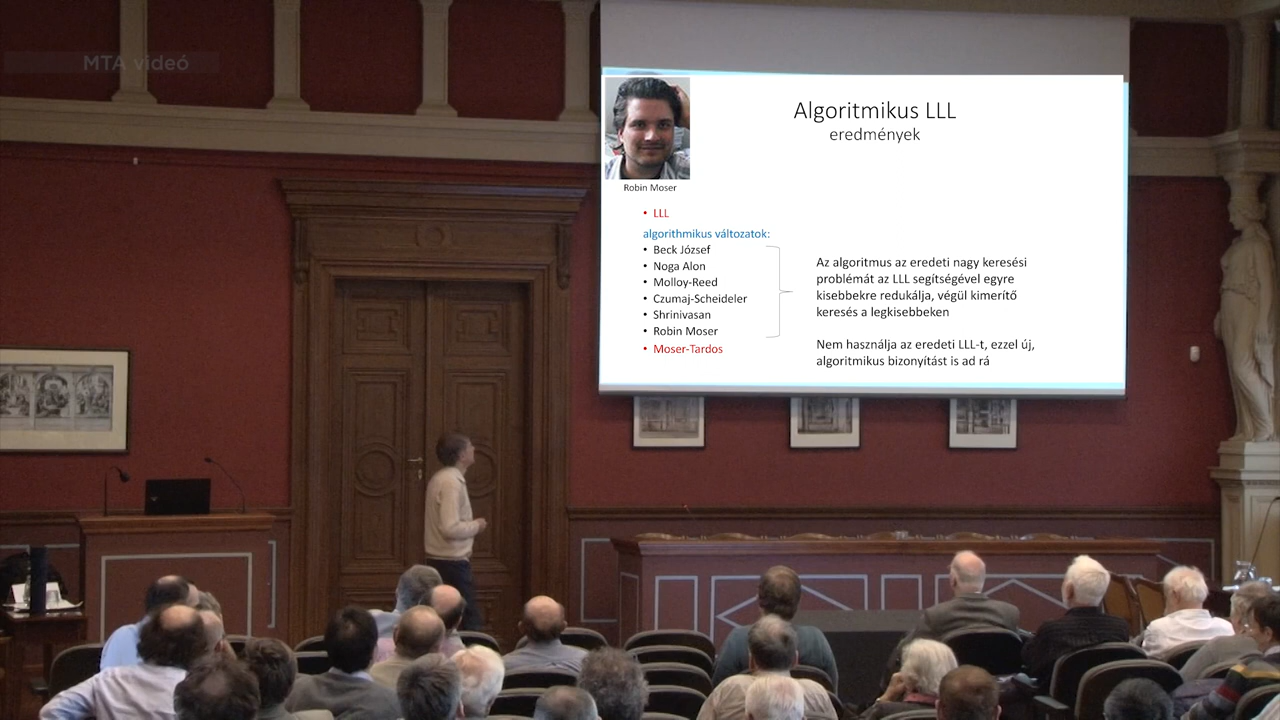 MTA videó
Algoritmikus LLL
eredmények
Robin Moser
• LLL
algorithmikus változatok:
• Beck József
• Noga Alon
• Molloy-Reed
• Czumaj-Scheideler
• Shrinivasan
• Robin Moser
• Moser-Tardos
Az algoritmus az eredeti nagy keresési
problémát az LLL segítségével egyre
kisebbekre redukálja, végül kimerítő
keresés a legkisebbeken
Nem használja az eredeti LLL-t, ezzel új,
algoritmikus bizonyítást is ad rá